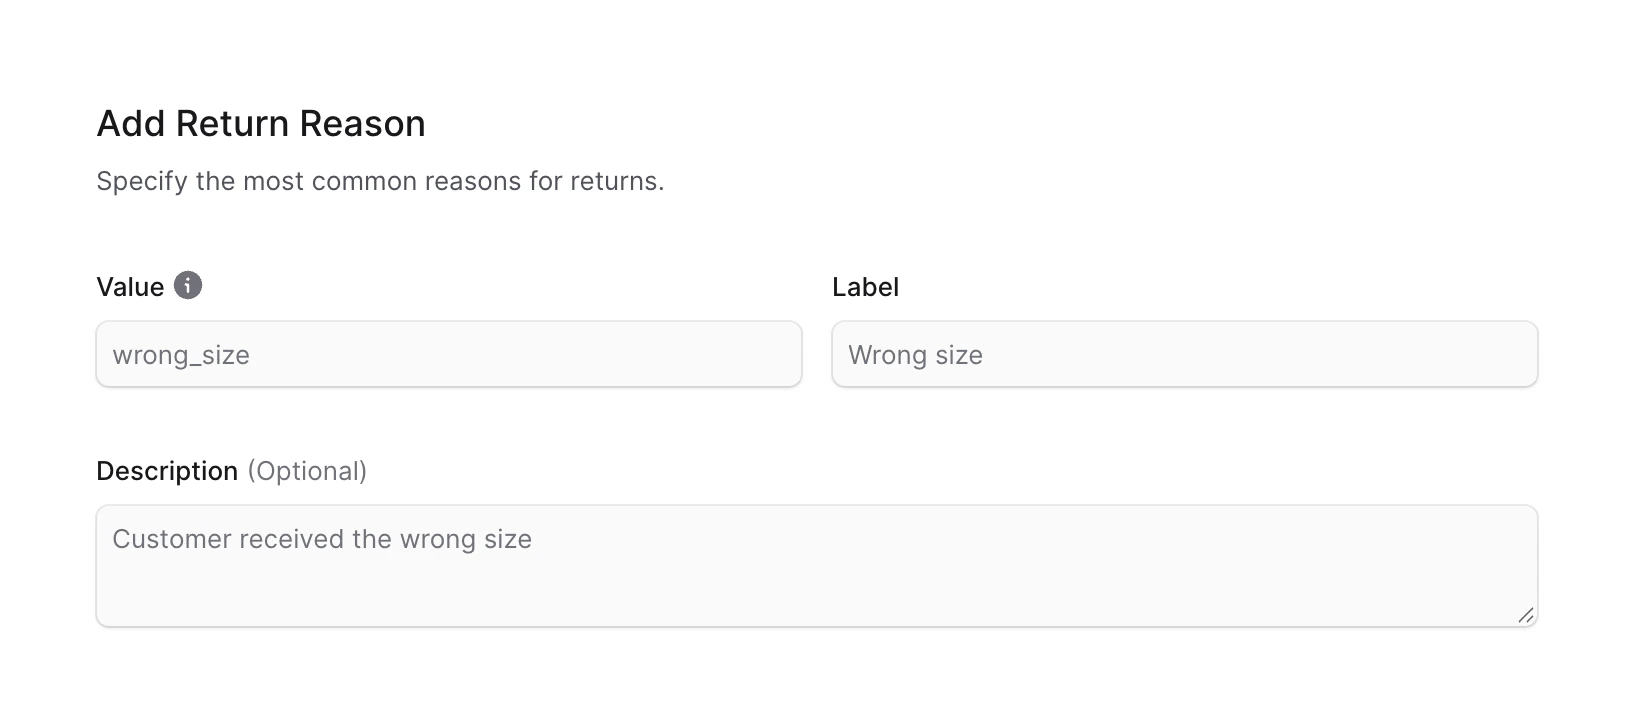 Add Return Reason
Specify the most common reasons for returns.
Value
Label
wrong_size
Wrong size
Description (Optional)
Customer received the wrong size